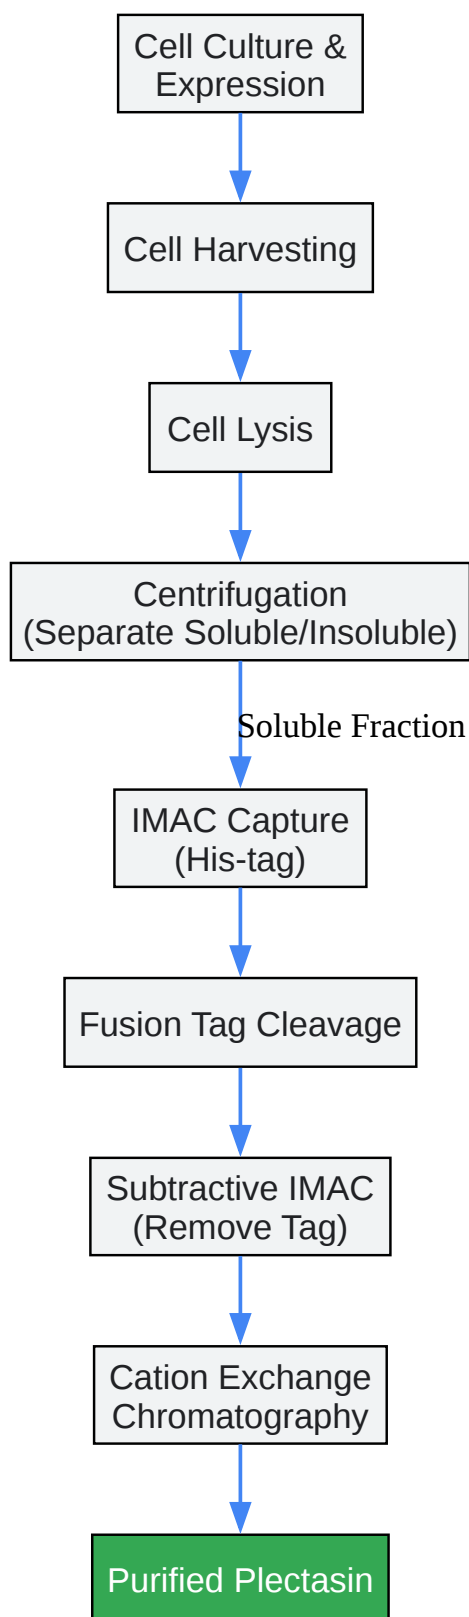 Cell Culture &
Expression
Cell Harvesting
Cell Lysis
Centrifugation
(Separate Soluble/Insoluble)
Soluble Fraction
IMAC Capture
(His-tag)
Fusion Tag Cleavage
Subtractive IMAC
(Remove Tag)
Cation Exchange
Chromatography
Purified Plectasin